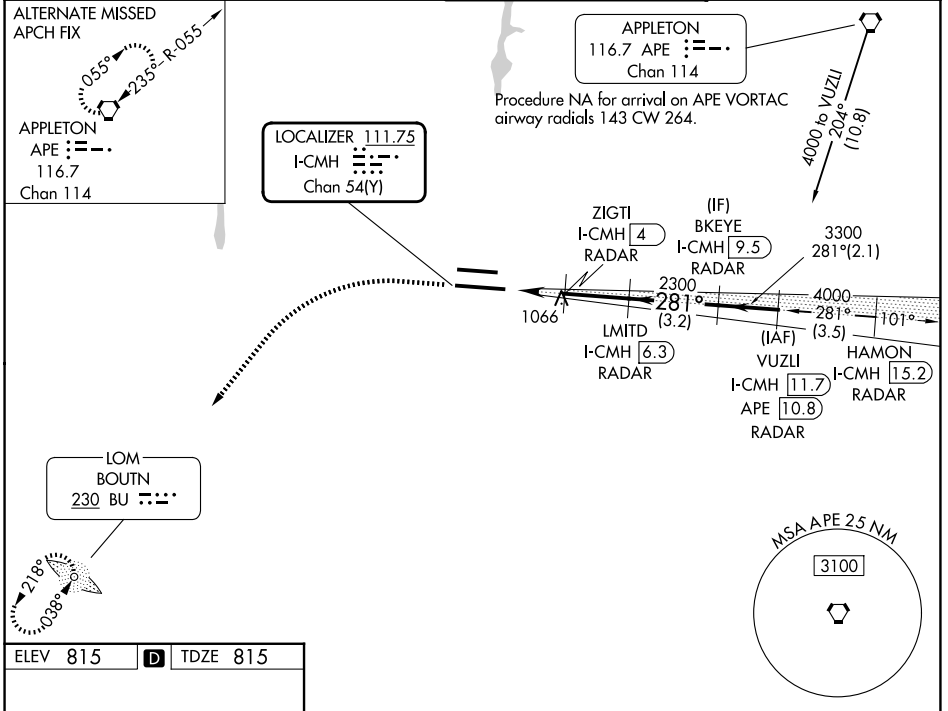 ALTERNATE MISSED
APCH FIX
055°
235°
R-055
APPLETON
APE
116.7
Chan 114
APPLETON
116.7 APE
Chan 114
Procedure NA for arrival on APE VORTAC
airway radials 143 CW 264.
4000 to VUZLI
204°
(10.8)
LOCALIZER 111.75
I-CMH
Chan 54(Y)
ZIGTI
I-CMH 4
RADAR
(IF)
BKEYE
I-CMH 9.5
RADAR
3300
281°(2.1)
1066
2300
281°
(3.2)
4000
281°
(3.5)
101°
LMITD
I-CMH 6.3
RADAR
(IAF)
VUZLI
I-CMH 11.7
APE 10.8
RADAR
HAMON
I-CMH 15.2
RADAR
LOM
BOUTN
230 BU
218°
038°
MSA APE 25 NM
3100
ELEV 815 D TDZE 815